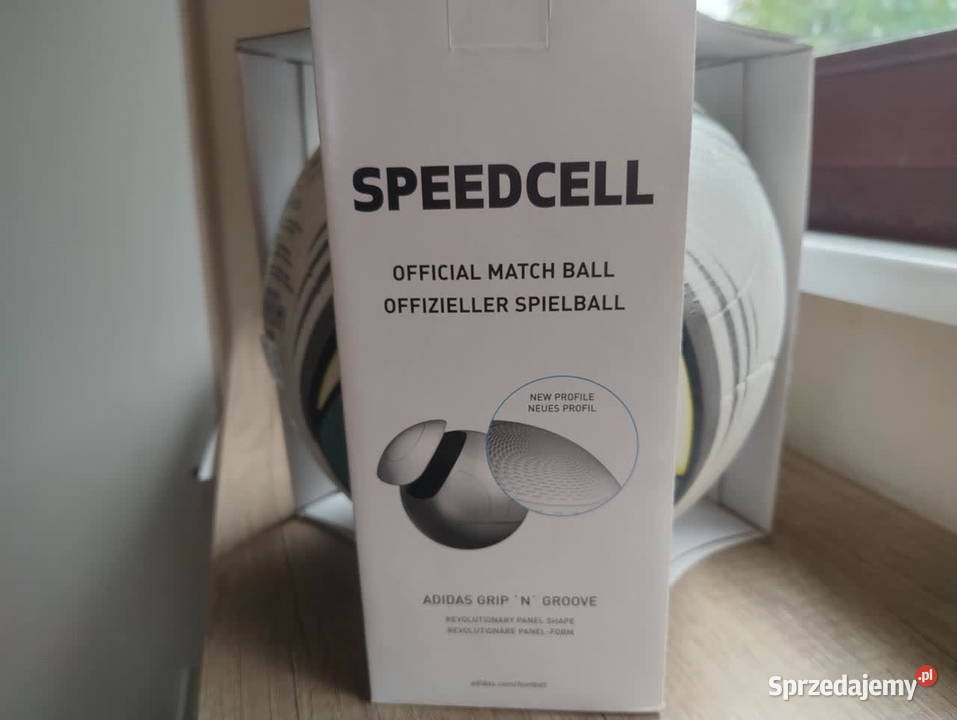 SPEEDCELL
OFFICIAL MATCH BALL
OFFIZIELLER SPIELBALL
NEW PROFILE
NEUES PROFIL
ADIDAS GRIP ´N` GROOVE
REVOLUTIONARY PANEL SHAPE
REVOLUTIONÄRE PANEL-FORM
adidas.com/football
Sprzedajemy.pl